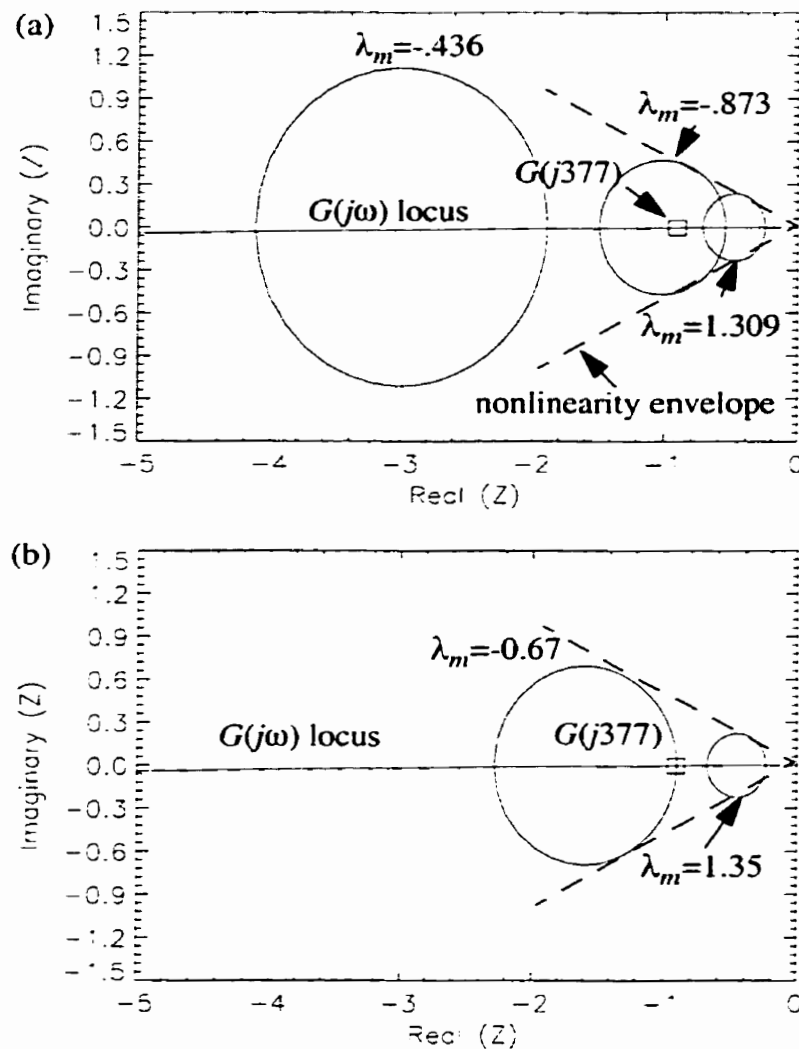 (a)
1.5
1.2
0.9
0.6
0.3
0.0
-0.3
-0.6
-0.9
-1.2
-1.5
Imaginary (Z)
λm=-.436
λm=-.873
G(j377)
G(jω) locus
λm=1.309
nonlinearity envelope
-5
-4
-3
-2
-1
0
Real (Z)
(b)
1.5
1.2
0.9
0.6
0.3
0.0
-0.3
-0.6
-0.9
-1.2
-1.5
Imaginary (Z)
λm=-0.67
G(jω) locus
G(j377)
λm=1.35
-5
-4
-3
-2
-1
0
Real (Z)